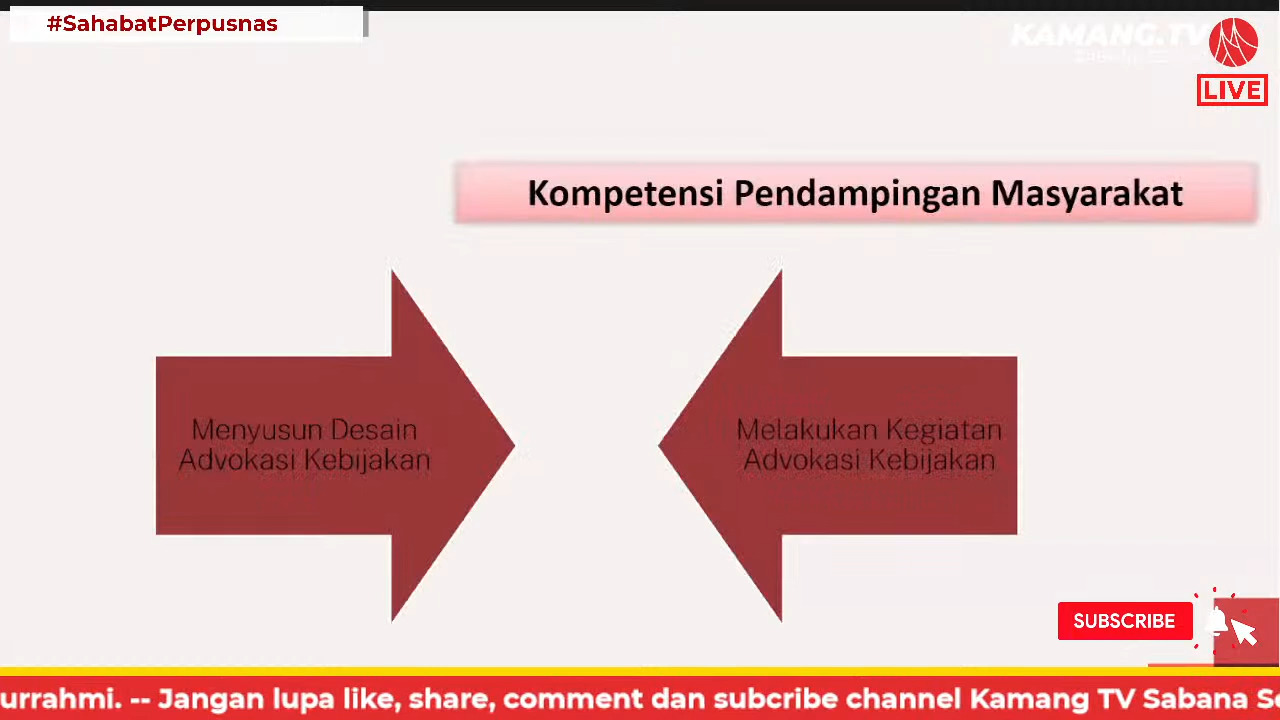 #SahabatPerpusnas
KAMANG.TV
LIVE
Kompetensi Pendampingan Masyarakat
Menyusun Desain
Advokasi Kebijakan
Melakukan Kegiatan
Advokasi Kebijakan
SUBSCRIBE
urrahmi. -- Jangan lupa like, share, comment dan subcribe channel Kamang TV Sabana Se